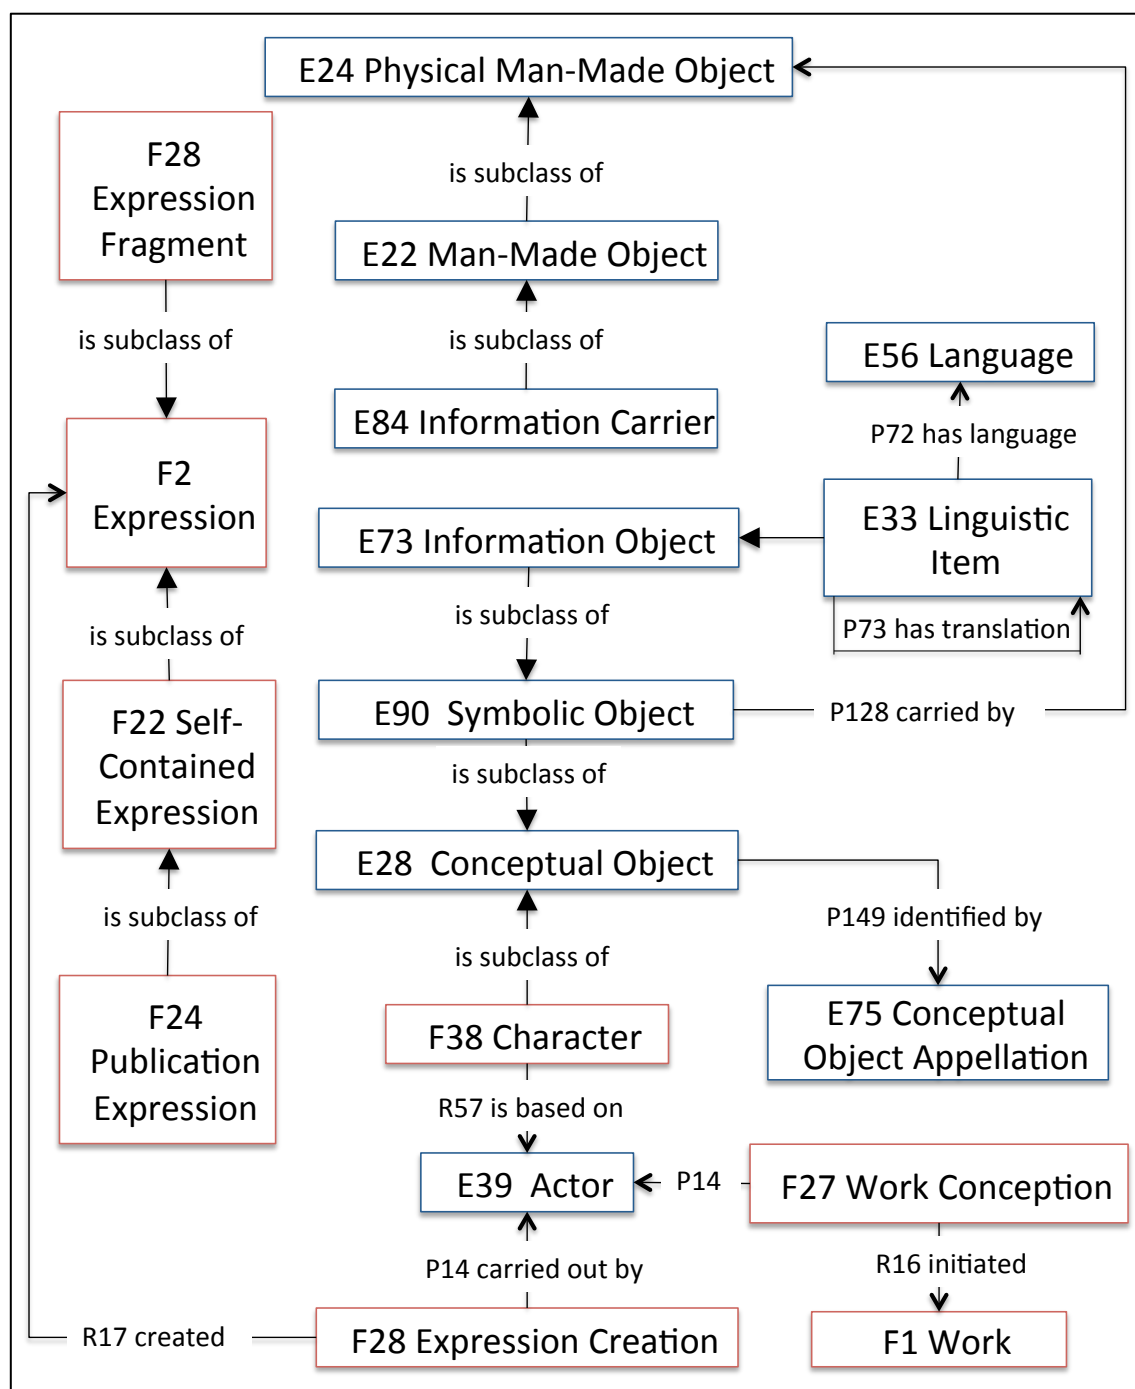 E24 Physical Man-Made Object
F28
Expression
Fragment
is subclass of
E22 Man-Made Object
is subclass of
is subclass of
E56 Language
E84 Information Carrier
P72 has language
F2
Expression
E33 Linguistic
Item
E73 Information Object
is subclass of
is subclass of
P73 has translation
F22 Self-
Contained
Expression
E90 Symbolic Object
P128 carried by
is subclass of
E28 Conceptual Object
is subclass of
P149 identified by
is subclass of
F24
Publication
Expression
F38 Character
E75 Conceptual
Object Appellation
R57 is based on
E39 Actor
P14
F27 Work Conception
P14 carried out by
R16 initiated
R17 created
F28 Expression Creation
F1 Work